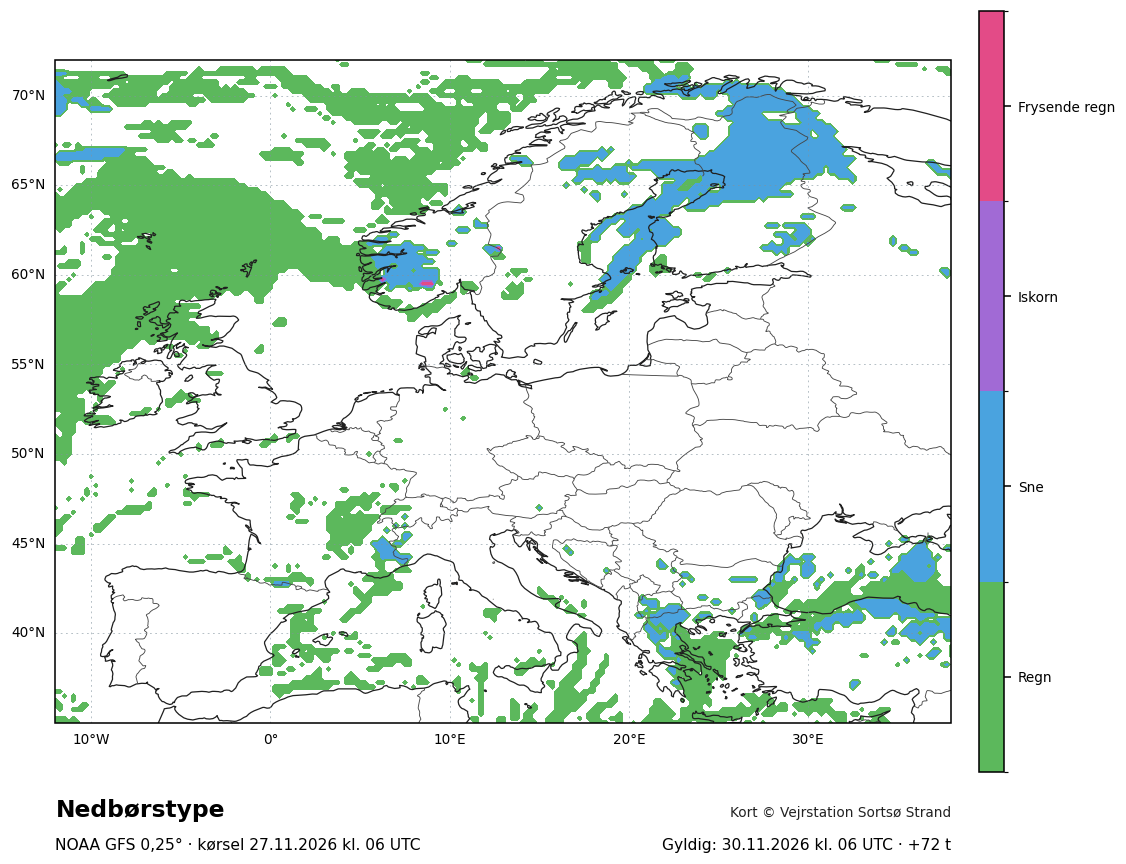 70°N
65°N
60°N
55°N
50°N
45°N
40°N
10°W
0°
10°E
20°E
30°E
Frysende regn
Iskorn
Sne
Regn
Nedbørstype
Kort © Vejrstation Sortsø Strand
NOAA GFS 0,25° · kørsel 27.11.2026 kl. 06 UTC
Gyldig: 30.11.2026 kl. 06 UTC · +72 t